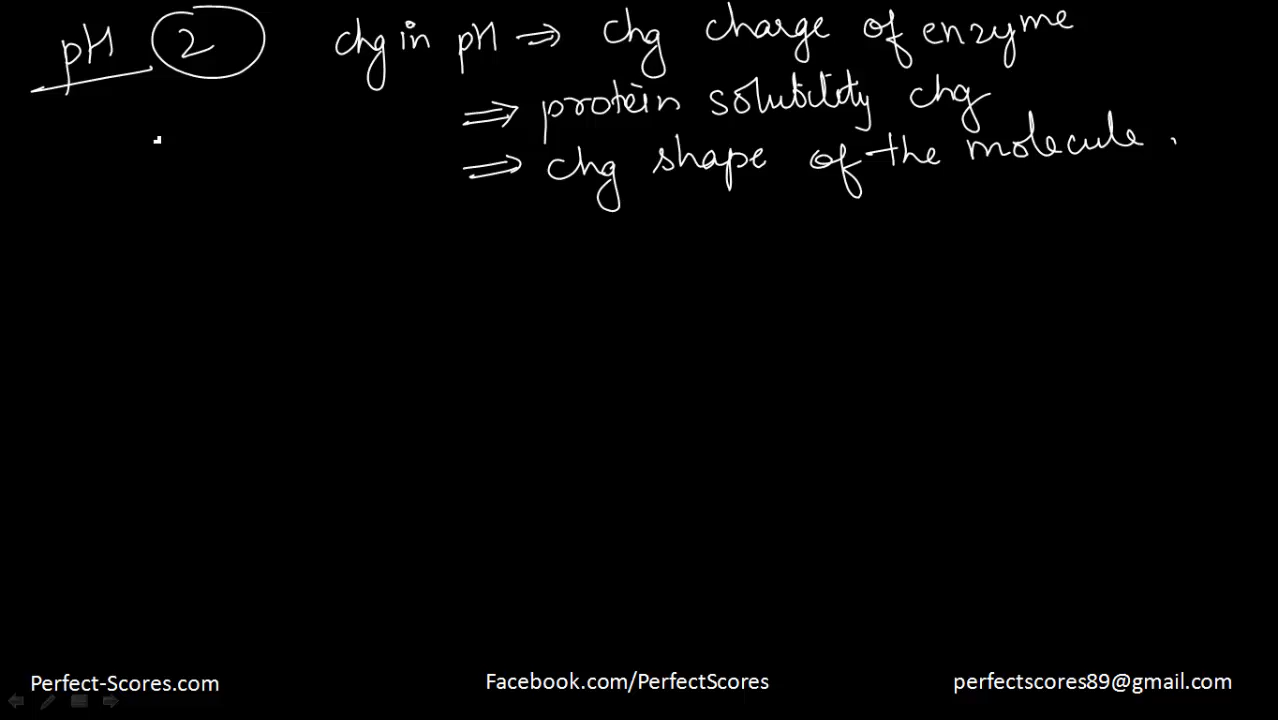 pH 2 chg in pH ⇒ chg charge of enzyme
⇒ protein solubility chg
⇒ chg shape of the molecule.
Perfect-Scores.com Facebook.com/PerfectScores perfectscores89@gmail.com